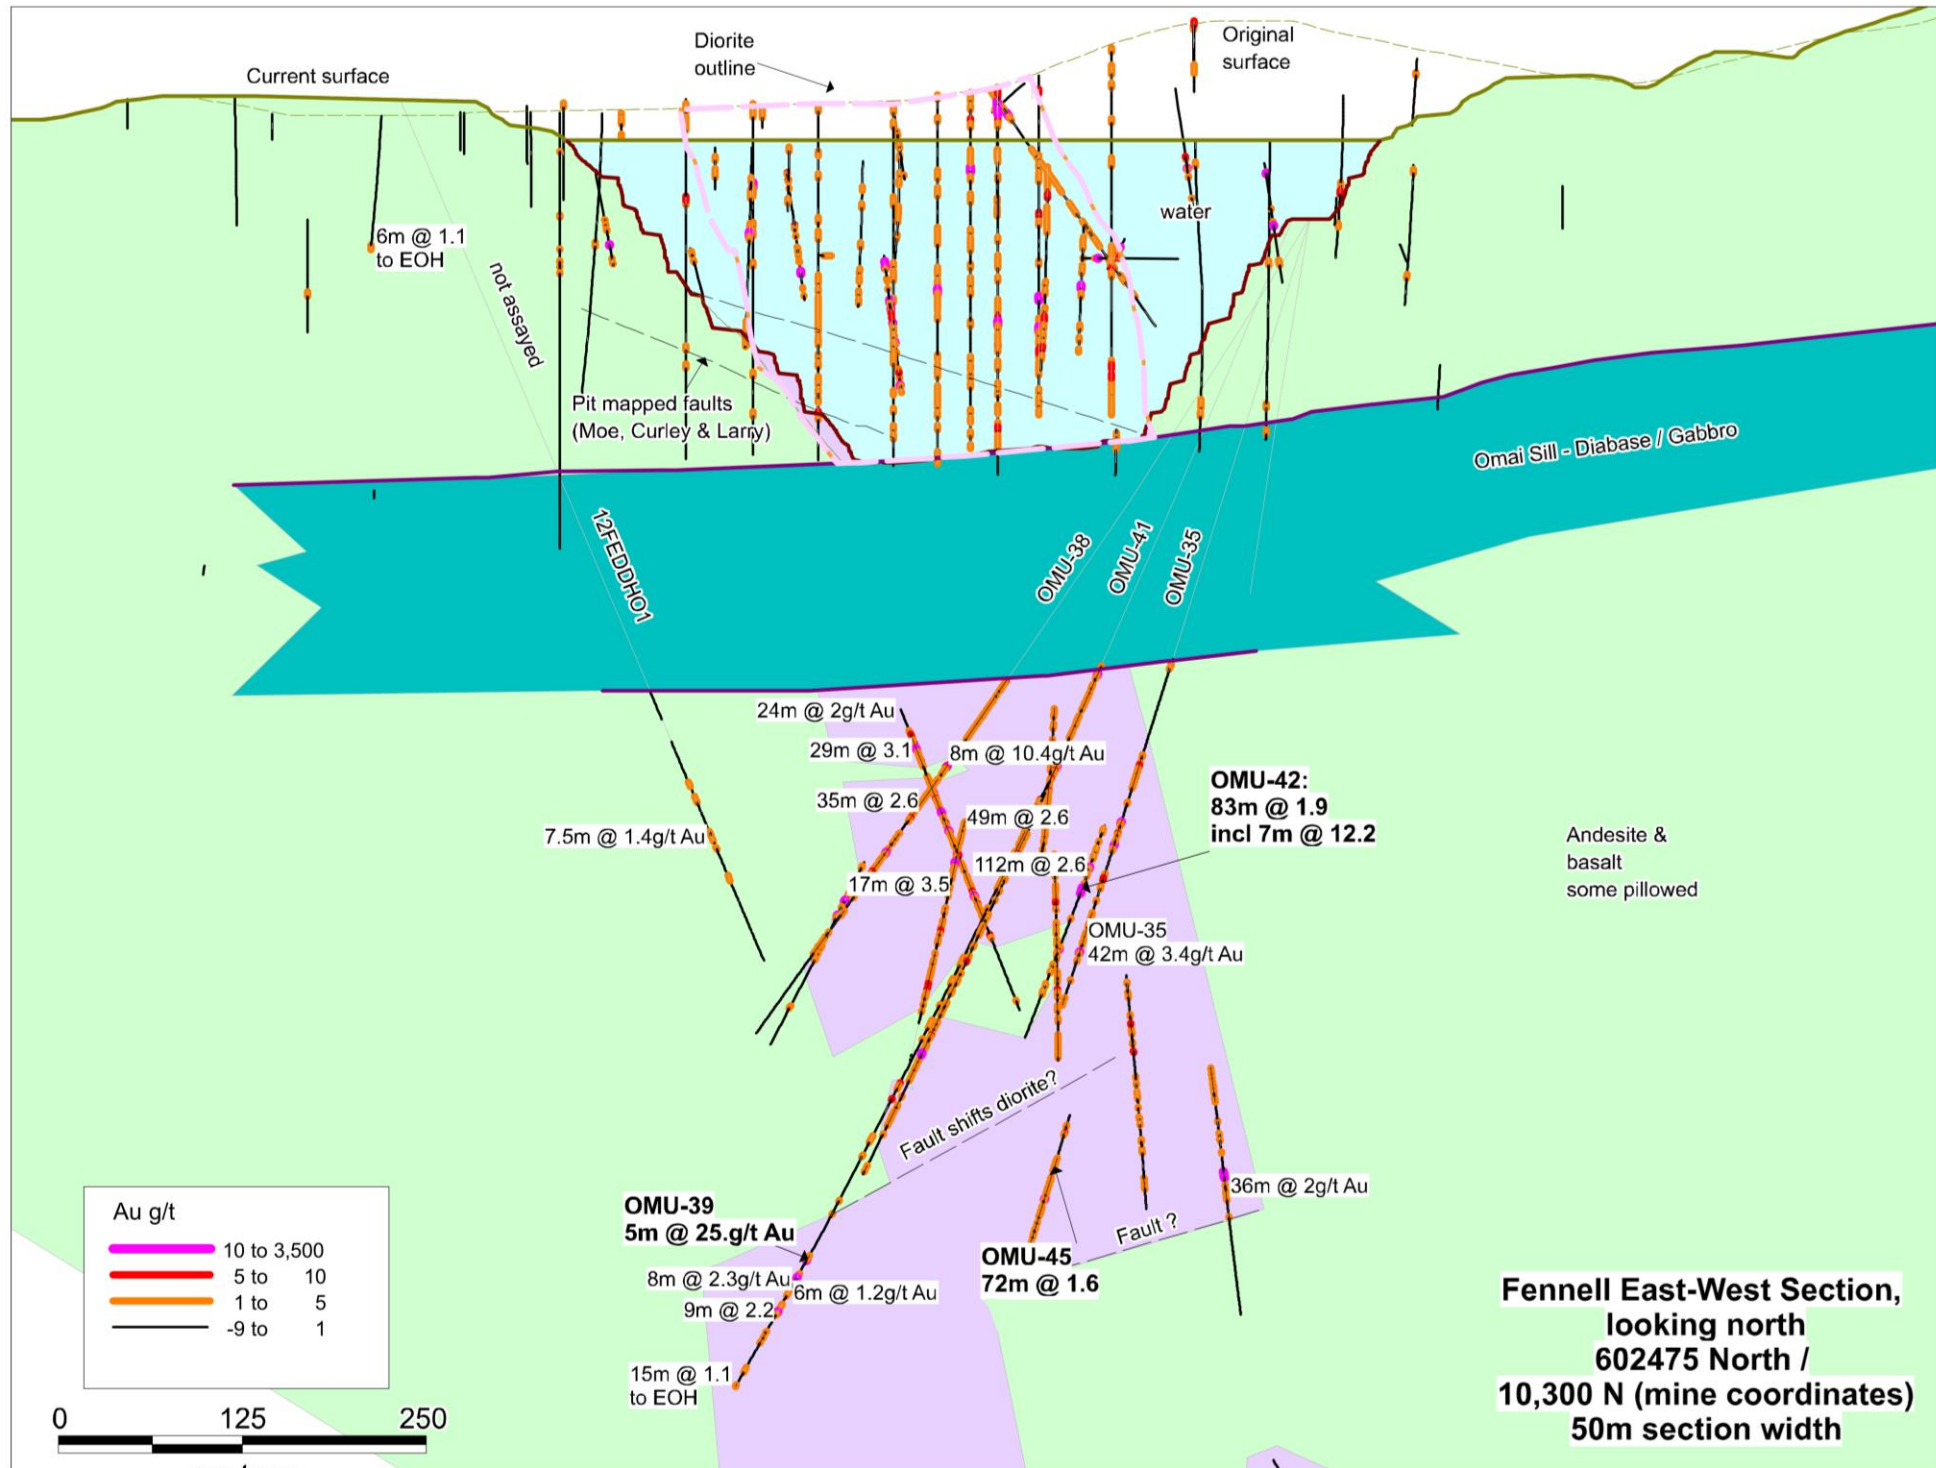 Current surface
Diorite
outline
Original
surface
6m @ 1.1
to EOH
not assayed
water
Pit mapped faults
(Moe, Curley & Larry)
Omai Sill - Diabase / Gabbro
12FEDDHO1
OMU-38
OMU-41
OMU-35
24m @ 2g/t Au
29m @ 3.1
8m @ 10.4g/t Au
35m @ 2.6
49m @ 2.6
7.5m @ 1.4g/t Au
112m @ 2.6
17m @ 3.5
OMU-42:
83m @ 1.9
incl 7m @ 12.2
Andesite &
basalt
some pillowed
OMU-35
42m @ 3.4g/t Au
Fault shifts diorite?
36m @ 2g/t Au
Fault ?
OMU-39
5m @ 25.g/t Au
8m @ 2.3g/t Au
6m @ 1.2g/t Au
9m @ 2.2
15m @ 1.1
to EOH
OMU-45
72m @ 1.6
Au g/t
10 to 3,500
5 to 10
1 to 5
-9 to 1
0 125 250
Fennell East-West Section,
looking north
602475 North /
10,300 N (mine coordinates)
50m section width